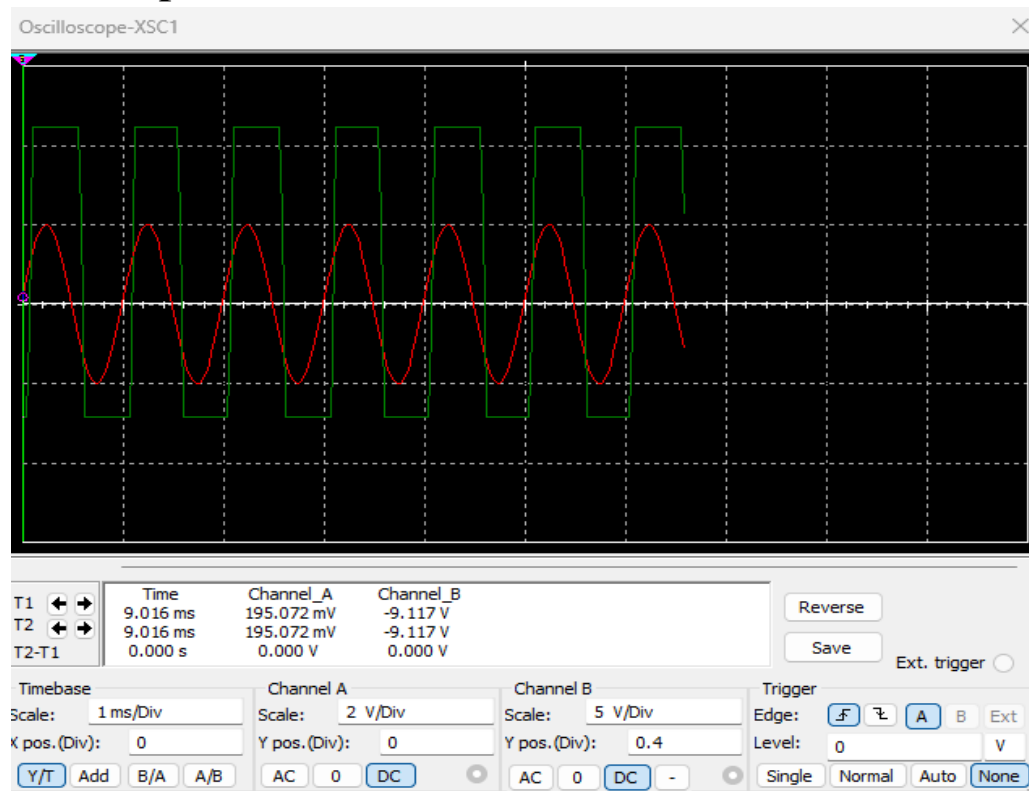 Oscilloscope-XSC1
Time Channel_A Channel_B
T1 9.016 ms 195.072 mV -9.117 V
T2 9.016 ms 195.072 mV -9.117 V
T2-T1 0.000 s 0.000 V 0.000 V
Reverse
Save
Ext. trigger
Timebase
Scale: 1 ms/Div
X pos.(Div): 0
Y/T Add B/A A/B
Channel A
Scale: 2 V/Div
Y pos.(Div): 0
AC 0 DC
Channel B
Scale: 5 V/Div
Y pos.(Div): 0.4
AC 0 DC -
Trigger
Edge: A B Ext
Level: 0 V
Single Normal Auto None